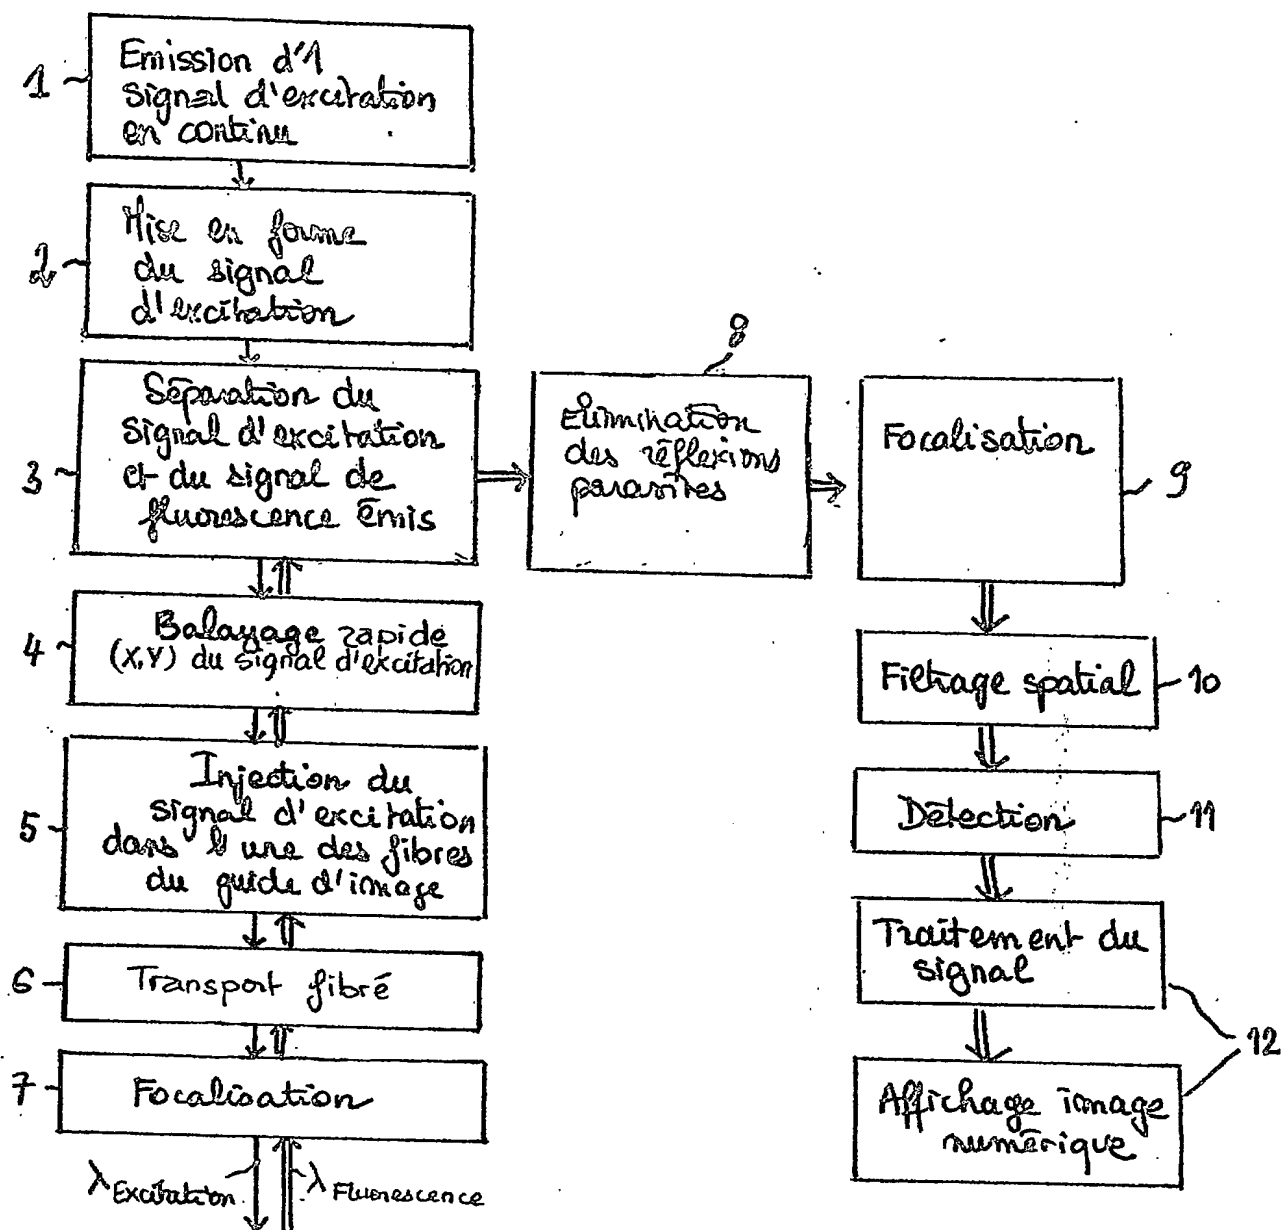 1
Emission d'1
signal d'excitation
en continu
2
Mise en forme
du signal
d'excitation
3
Séparation du
signal d'excitation
et du signal de
fluorescence émis
4
Balayage rapide
(X,Y) du signal d'excitation
5
Injection du
signal d'excitation
dans l'une des fibres
du guide d'image
6
Transport fibré
7
Focalisation
λ Excitation
λ Fluorescence
8
Elimination
des réflexions
parasites
9
Focalisation
10
Filtrage spatial
11
Détection
Traitement du
signal
12
Affichage image
numérique